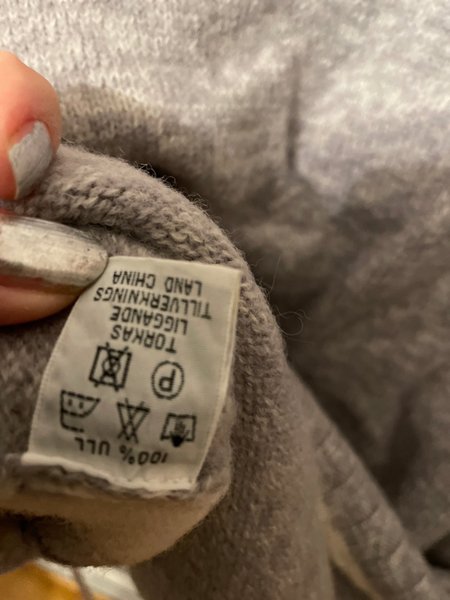 100% ULL
P
TORKAS
LIGGANDE
TILLVERKNINGS
LAND CHINA